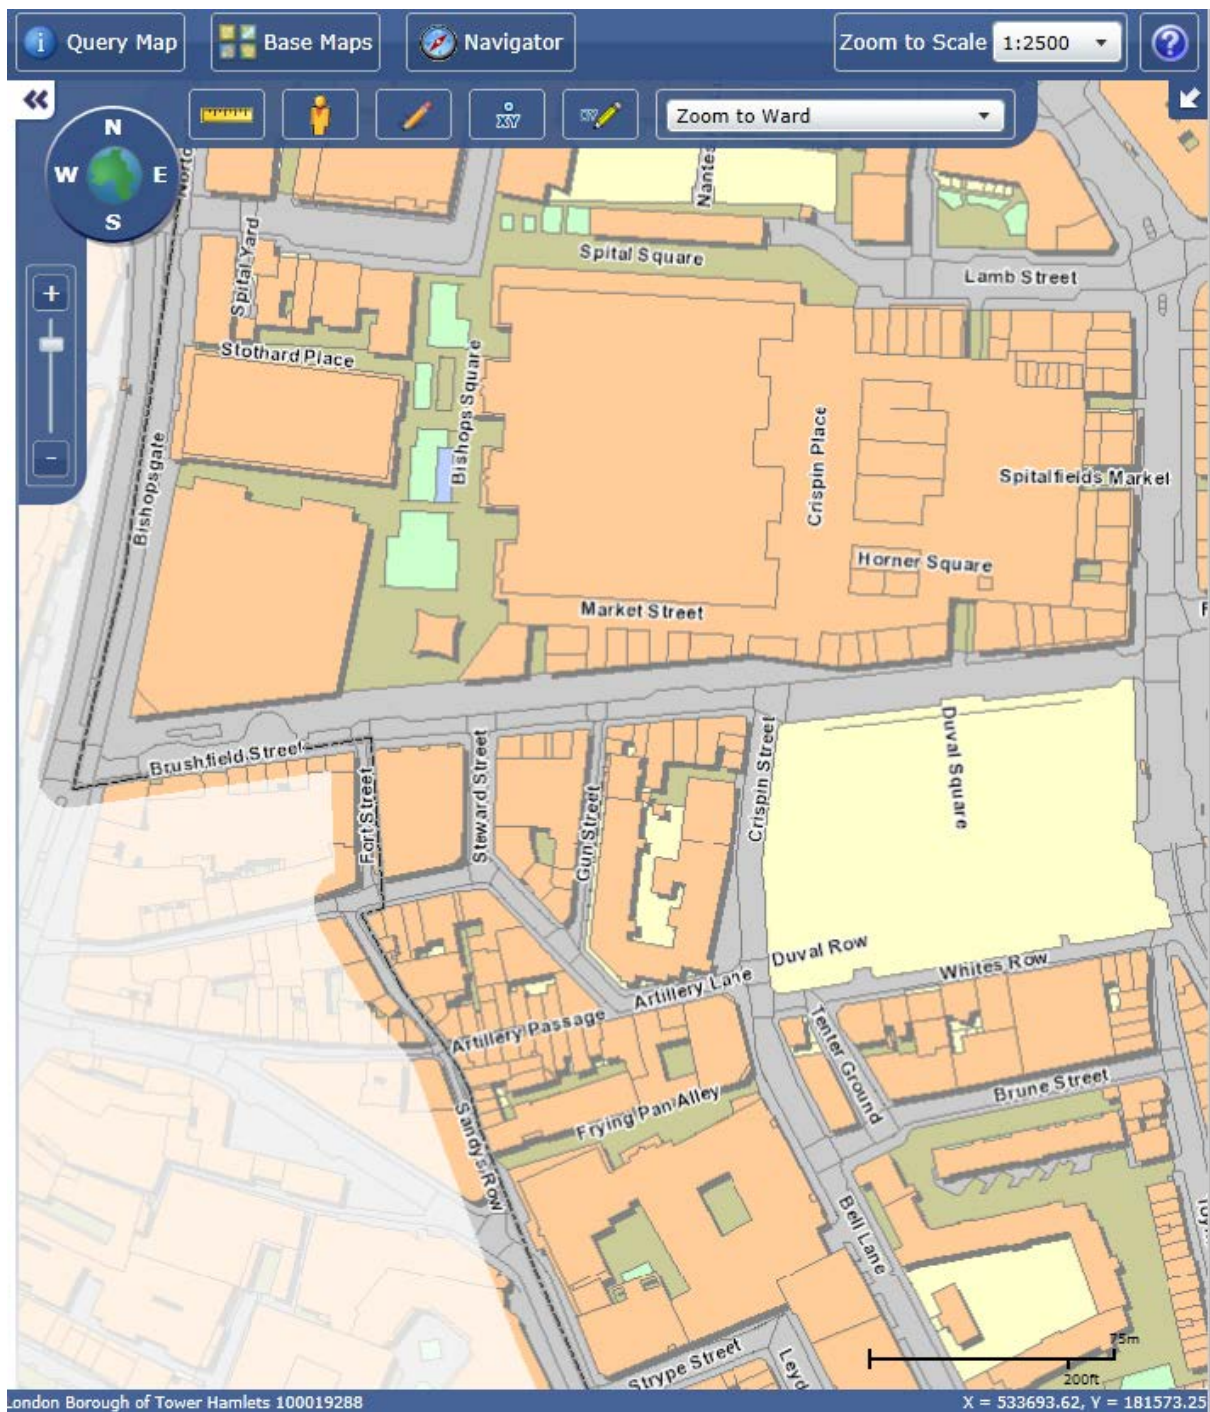 Query Map
Base Maps
Navigator
Zoom to Scale
1:2500
?
XY
XY
Zoom to Ward
N
W
E
S
+
-
Nantes
Spital Yard
Spital Square
Lamb Street
Stothard Place
Bishops Square
Bishopsgate
Crispin Place
Spitalfields Market
Horner Square
Market Street
Duval Square
Brushfield Street
Crispin Street
Steward Street
Fort Street
Gun Street
Duval Row
Whites Row
Artillery Lane
Artillery Passage
Tenter Ground
Brune Street
Frying Pan Alley
Sandys Row
Bell Lane
Strype Street
75m
200ft
London Borough of Tower Hamlets 100019288
X = 533693.62, Y = 181573.25